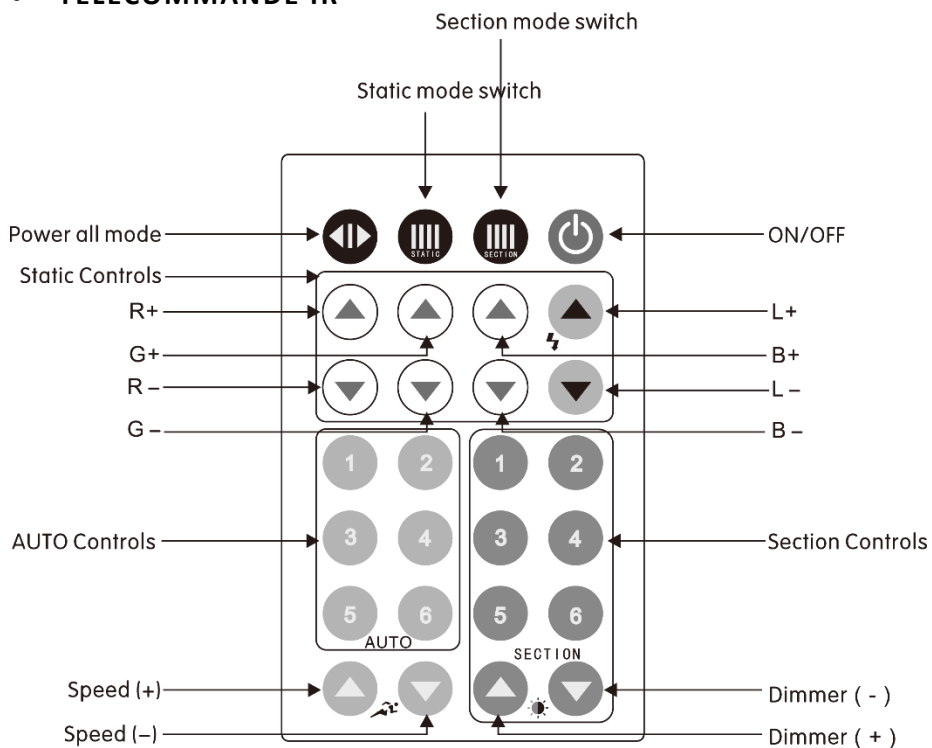 • TELECOMMANDE IR
Section mode switch
Static mode switch
Power all mode
STATIC
SECTION
ON/OFF
Static Controls
R+
L+
G+
B+
R –
L –
G –
B –
1 2
1 2
AUTO Controls
3 4
3 4
Section Controls
5 6
5 6
AUTO
SECTION
Speed (+)
Dimmer ( - )
Speed (–)
Dimmer ( + )